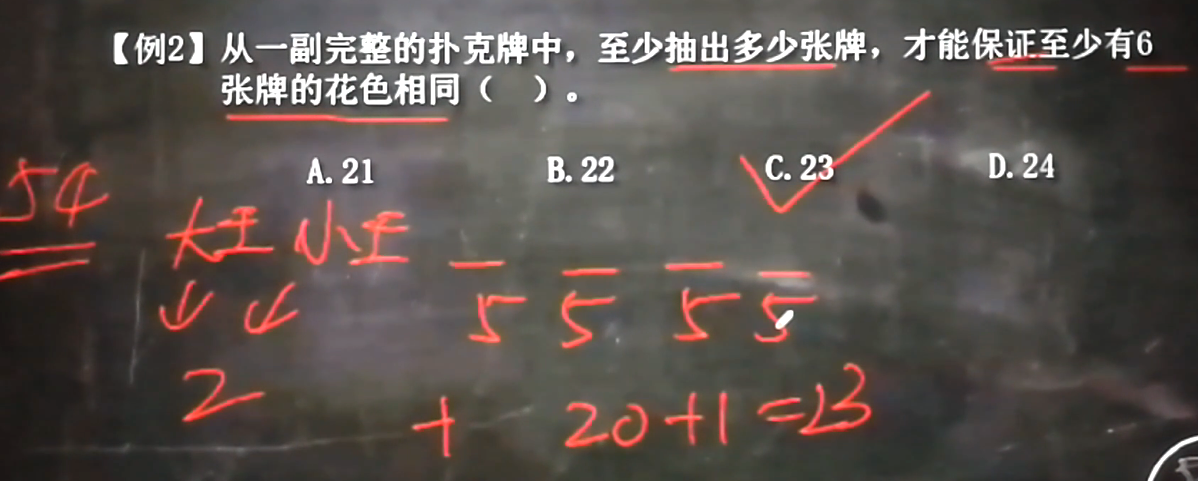 【例2】从一副完整的扑克牌中，至少抽出多少张牌，才能保证至少有6
张牌的花色相同（　）。
A. 21 B. 22 C. 23 D. 24
54
大王 小王
5 5 5 5
2 + 20+1=23